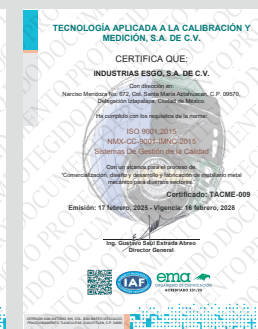 TECNOLOGÍA APLICADA A LA CALIBRACIÓN Y
MEDICIÓN, S.A. DE C.V.
CERTIFICA QUE:
INDUSTRIAS ESGO, S.A. DE C.V.
Con dirección en:
Narciso Mendoza No. 672, Col. Santa María Aztahuacan, C.P. 09570,
Delegación Iztapalapa, Ciudad de México.
Ha cumplido con los requisitos de la norma:
ISO 9001:2015
NMX-CC-9001-IMNC-2015
Sistemas De Gestión de la Calidad
Con un alcance para el proceso de
"Comercialización, diseño y desarrollo y fabricación de mobiliario metal
mecánico para diversos sectores."
Certificado: TACME-009
Emisión: 17 febrero, 2025 - Vigencia: 16 febrero, 2028
Ing. Gustavo Saúl Estrada Abreo
Director General
IAF
ema
ORGANISMO DE CERTIFICACIÓN